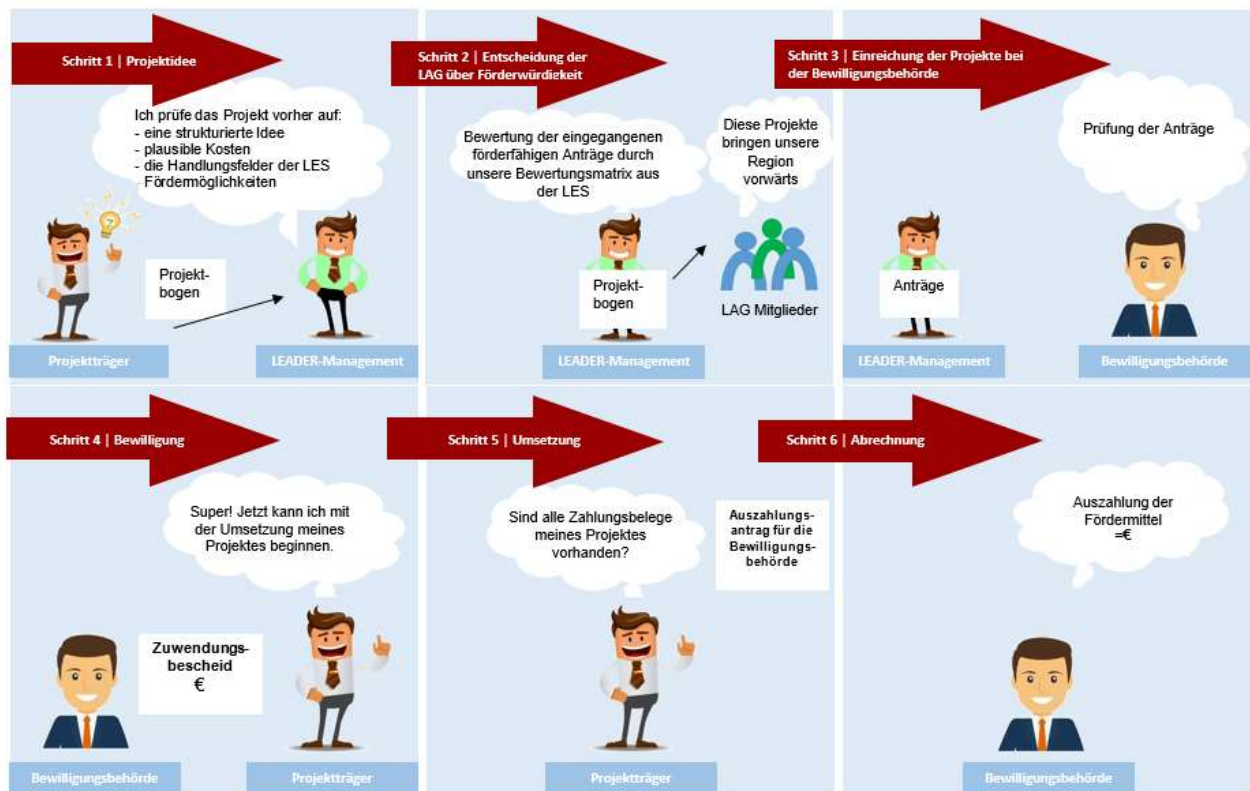 Schritt 1 | Projektidee
Ich prüfe das Projekt vorher auf:
- eine strukturierte Idee
- plausible Kosten
- die Handlungsfelder der LES
- Fördermöglichkeiten
Projekt-
bogen
Projektträger
LEADER-Management
Schritt 2 | Entscheidung der
LAG über Förderwürdigkeit
Bewertung der eingegangenen
förderfähigen Anträge durch
unsere Bewertungsmatrix aus
der LES
Diese Projekte
bringen unsere
Region
vorwärts
Projekt-
bogen
LAG Mitglieder
LEADER-Management
Schritt 3 | Einreichung der Projekte bei
der Bewilligungsbehörde
Prüfung der Anträge
Anträge
LEADER-Management
Bewilligungsbehörde
Schritt 4 | Bewilligung
Super! Jetzt kann ich mit
der Umsetzung meines
Projektes beginnen.
Zuwendungs-
bescheid
€
Bewilligungsbehörde
Projektträger
Schritt 5 | Umsetzung
Sind alle Zahlungsbelege
meines Projektes
vorhanden?
Auszahlungs-
antrag für die
Bewilligungs-
behörde
Projektträger
Schritt 6 | Abrechnung
Auszahlung der
Fördermittel
=€
Bewilligungsbehörde